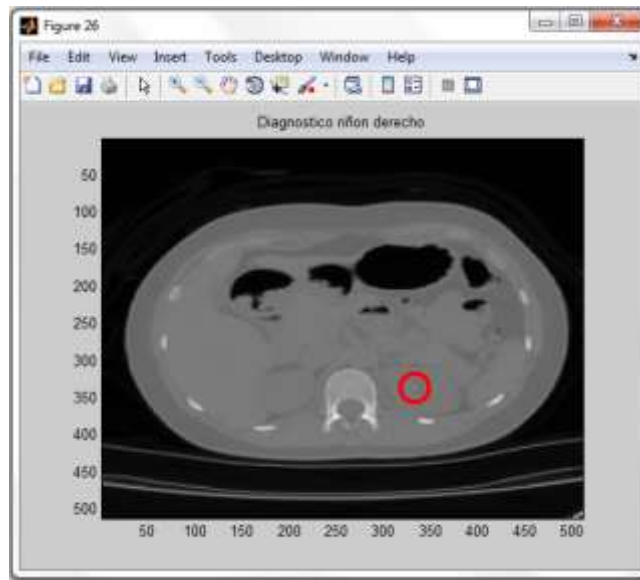 Figure 26
File Edit View Insert Tools Desktop Window Help
Diagnostico riñon derecho
50
100
150
200
250
300
350
400
450
500
50 100 150 200 250 300 350 400 450 500